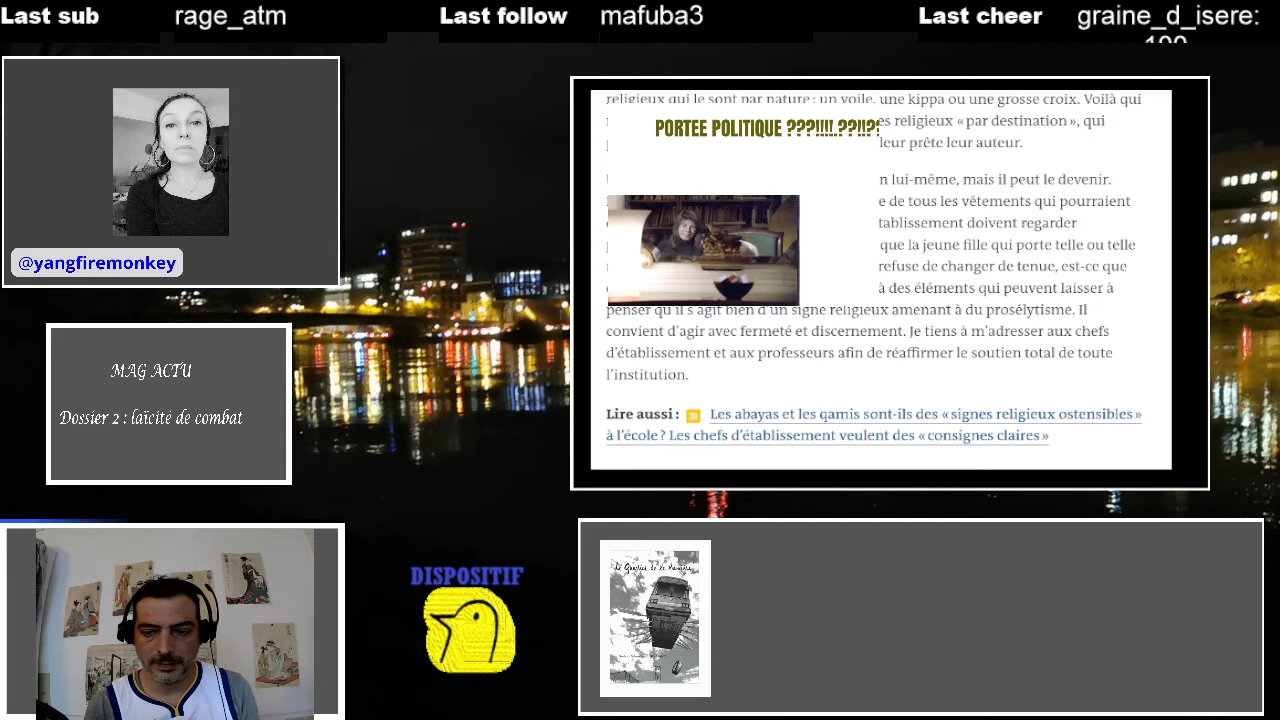 Last sub
rage_atm
Last follow
mafuba3
Last cheer
graine_d_isere:
100
@yangfiremonkey
MAG ACTU
Dossier 2 : laïcité de combat
religieux qui le sont par nature : un voile, une kippa ou une grosse croix. Voilà qui
PORTEE POLITIQUE ???!!!!.??!!?
es religieux « par destination », qui
leur prête leur auteur.
n lui-même, mais il peut le devenir.
e de tous les vêtements qui pourraient
tablissement doivent regarder
que la jeune fille qui porte telle ou telle
refuse de changer de tenue, est-ce que
à des éléments qui peuvent laisser à
penser qu'il s'agit bien d'un signe religieux amenant à du prosélytisme. Il
convient d'agir avec fermeté et discernement. Je tiens à m'adresser aux chefs
d'établissement et aux professeurs afin de réaffirmer le soutien total de toute
l'institution.
Lire aussi : Les abayas et les qamis sont-ils des « signes religieux ostensibles »
à l'école ? Les chefs d'établissement veulent des « consignes claires »
DISPOSITIF
Le Quartier de la